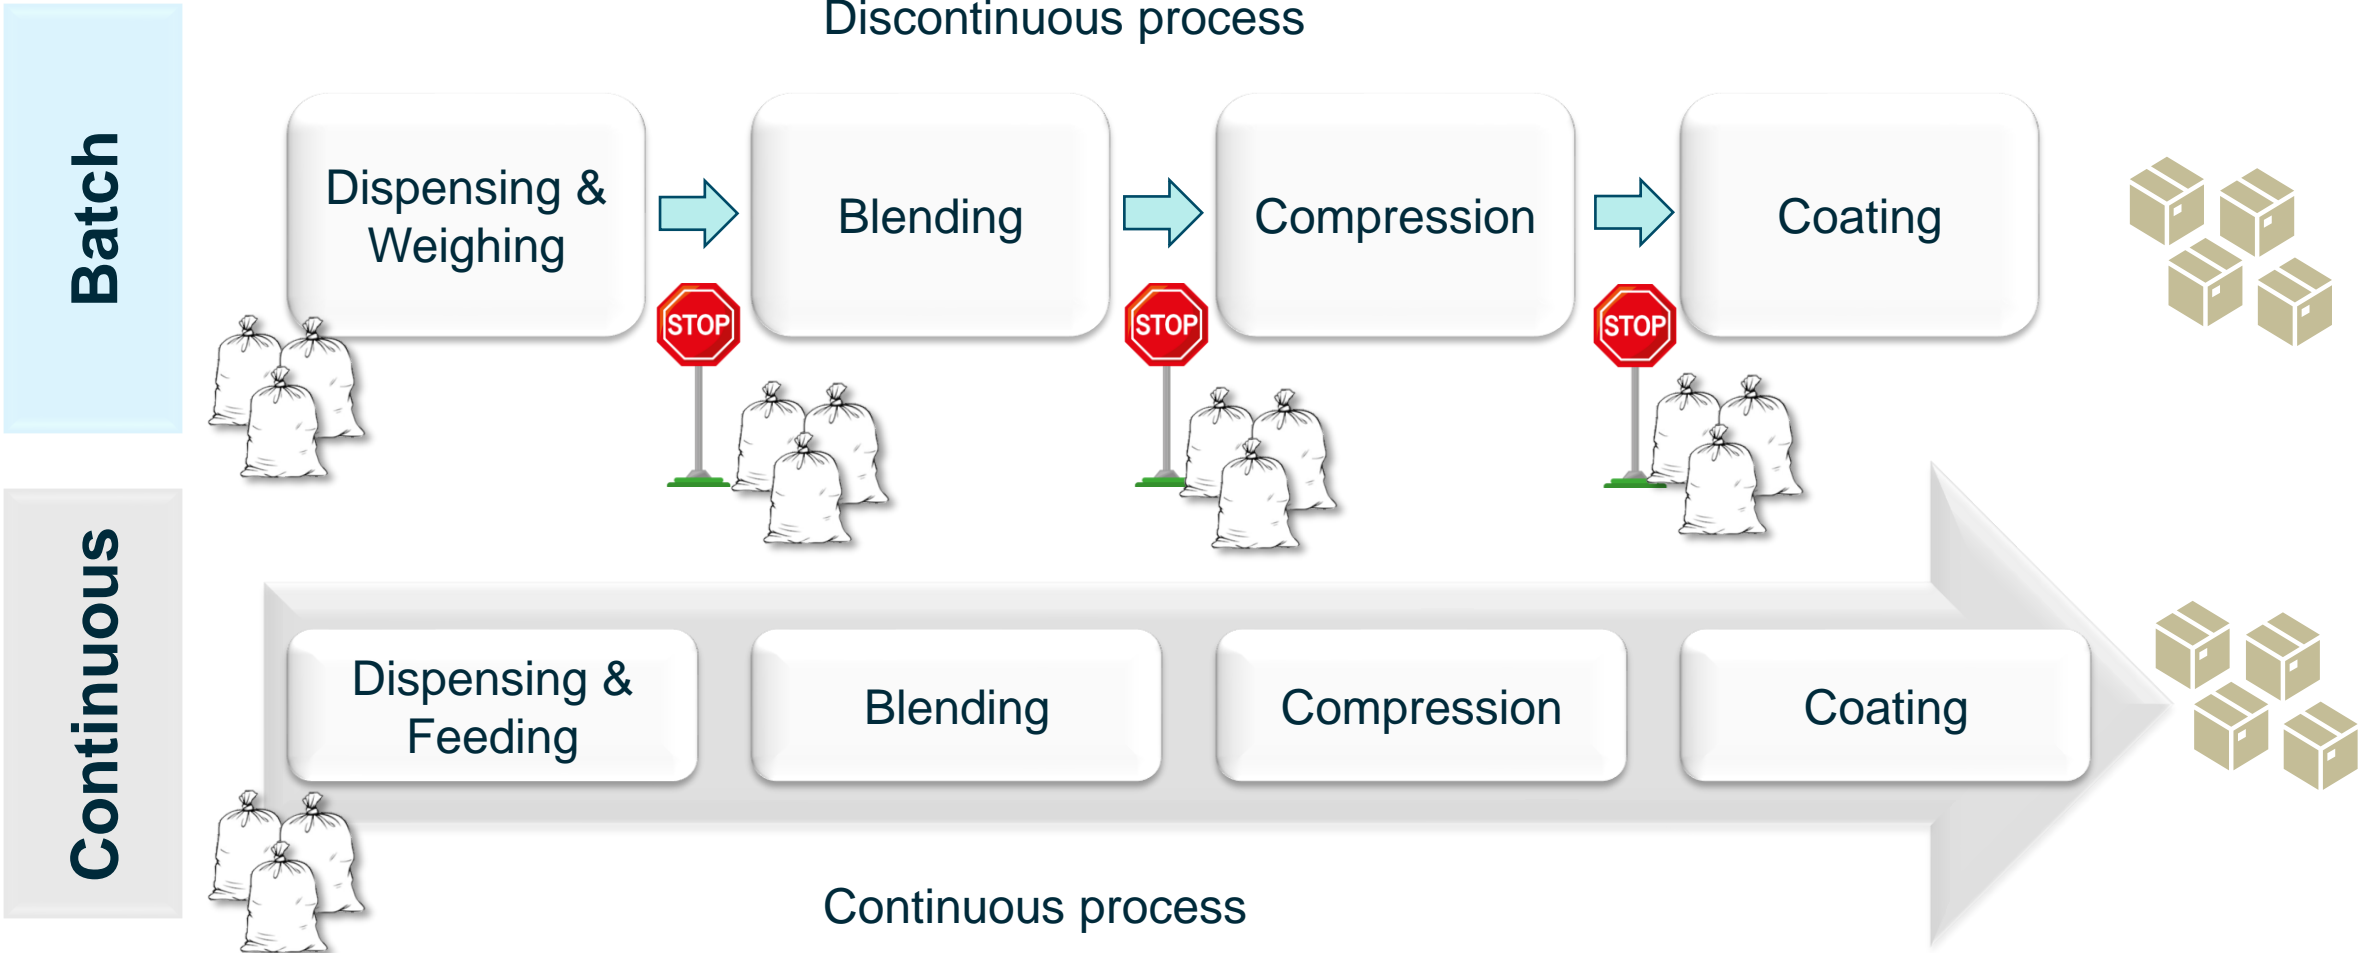 Discontinuous process
Batch
Dispensing &
Weighing
Blending
Compression
Coating
STOP
STOP
STOP
Continuous
Dispensing &
Feeding
Blending
Compression
Coating
Continuous process